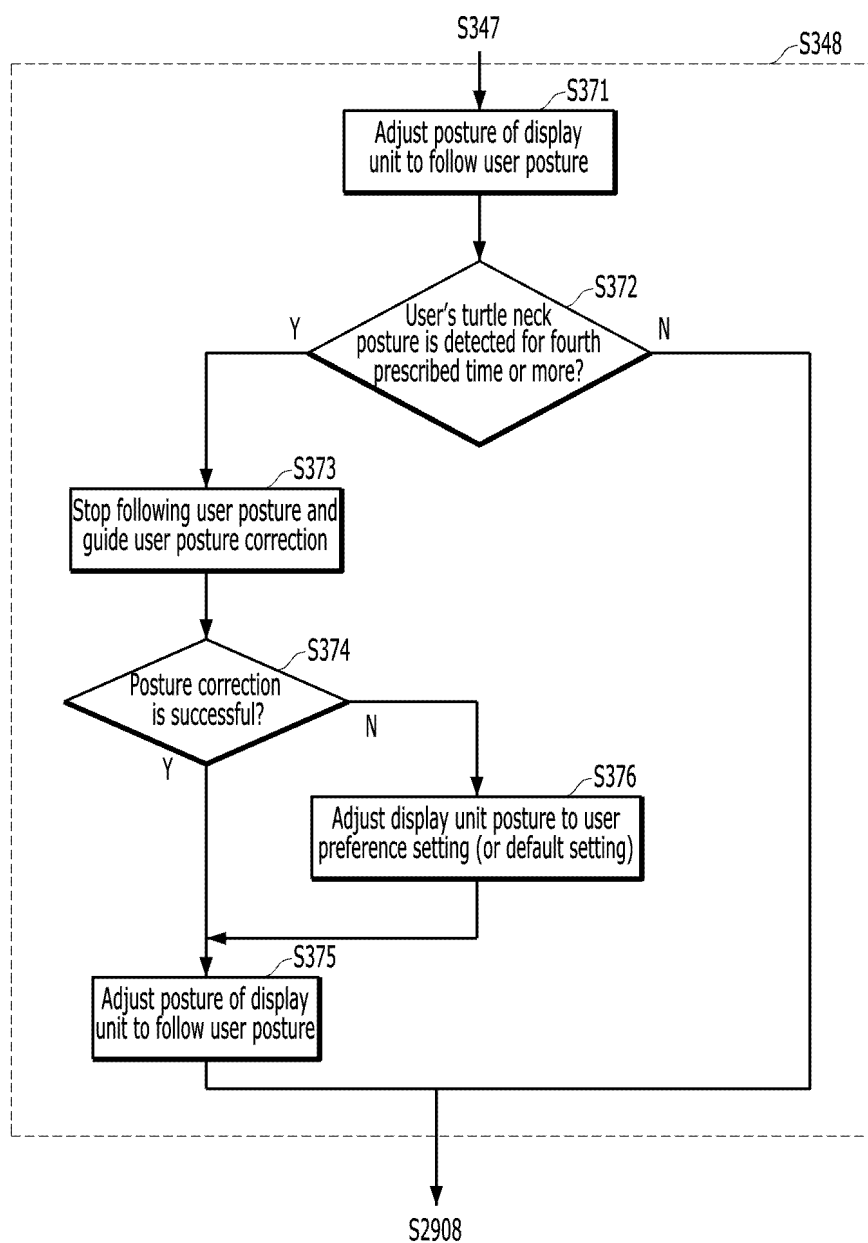 S347
S348
S371
Adjust posture of display
unit to follow user posture
S372
User's turtle neck
posture is detected for fourth
prescribed time or more?
Y
N
S373
Stop following user posture and
guide user posture correction
S374
Posture correction
is successful?
N
Y
S376
Adjust display unit posture to user
preference setting (or default setting)
S375
Adjust posture of display
unit to follow user posture
S2908